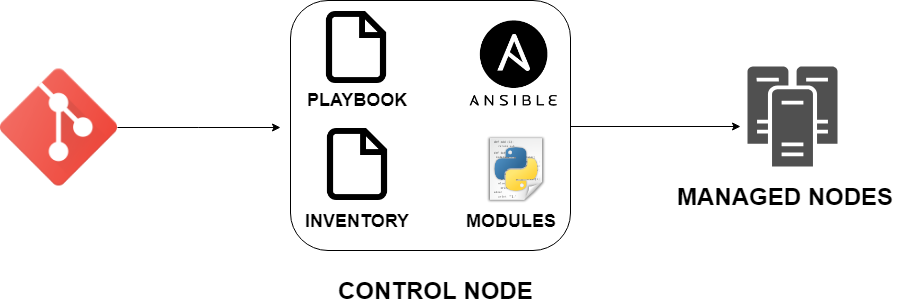 PLAYBOOK
ANSIBLE
INVENTORY
MODULES
MANAGED NODES
CONTROL NODE